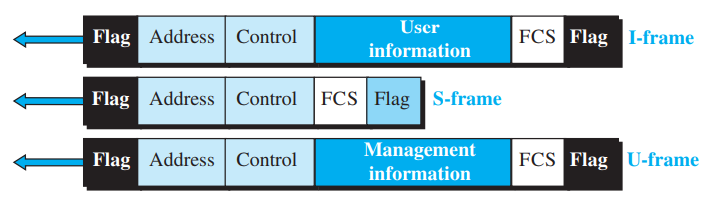 Flag Address Control User information FCS Flag I-frame
Flag Address Control FCS Flag S-frame
Flag Address Control Management information FCS Flag U-frame